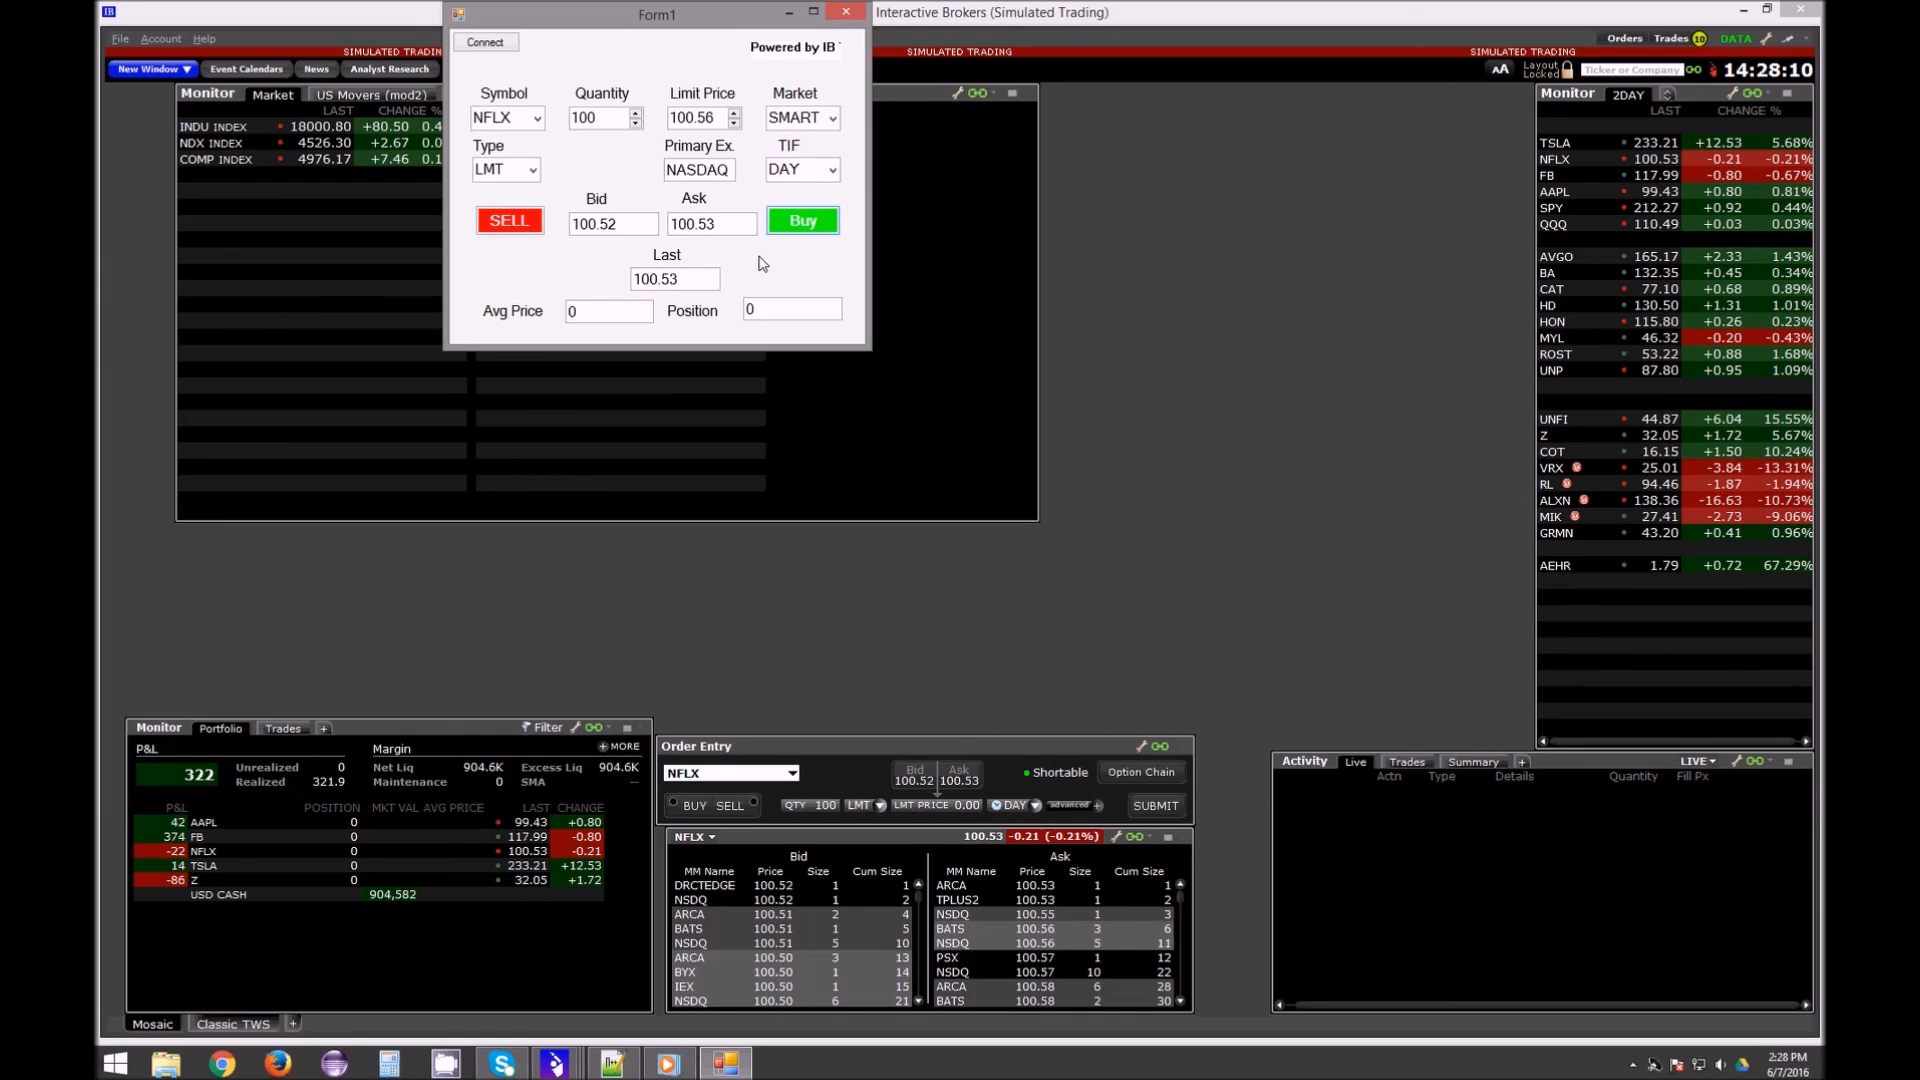 IB
Form1
Interactive Brokers (Simulated Trading)
File Account Help
Connect
Powered by IB
Orders Trades 10 DATA
SIMULATED TRADIN
SIMULATED TRADING
SIMULATED TRADING
New Window ▼ Event Calendars News Analyst Research
AA Layout Locked Ticker or Company 14:28:10
Monitor Market US Movers (mod2)
LAST CHANGE %
INDU INDEX 18000.80 +80.50 0.4
NDX INDEX 4526.30 +2.67 0.0
COMP INDEX 4976.17 +7.46 0.1
Symbol Quantity Limit Price Market
NFLX 100 100.56 SMART
Type Primary Ex. TIF
LMT NASDAQ DAY
Bid Ask
SELL 100.52 100.53 Buy
Last
100.53
Avg Price 0 Position 0
Monitor 2DAY
LAST CHANGE %
TSLA 233.21 +12.53 5.68%
NFLX 100.53 -0.21 -0.21%
FB 117.99 -0.80 -0.67%
AAPL 99.43 +0.80 0.81%
SPY 212.27 +0.92 0.44%
QQQ 110.49 +0.03 0.03%
AVGO 165.17 +2.33 1.43%
BA 132.35 +0.45 0.34%
CAT 77.10 +0.68 0.89%
HD 130.50 +1.31 1.01%
HON 115.80 +0.26 0.23%
MYL 46.32 -0.20 -0.43%
ROST 53.22 +0.88 1.68%
UNP 87.80 +0.95 1.09%
UNFI 44.87 +6.04 15.55%
Z 32.05 +1.72 5.67%
COT 16.15 +1.50 10.24%
VRX 25.01 -3.84 -13.31%
RL 94.46 -1.87 -1.94%
ALXN 138.36 -16.63 -10.73%
MIK 27.41 -2.73 -9.06%
GRMN 43.20 +0.41 0.96%
AEHR 1.79 +0.72 67.29%
Monitor Portfolio Trades + Filter
P&L Margin + MORE
322 Unrealized 0 Net Liq 904.6K Excess Liq 904.6K
Realized 321.9 Maintenance 0 SMA --
P&L POSITION MKT VAL AVG PRICE LAST CHANGE
42 AAPL 0 99.43 +0.80
374 FB 0 117.99 -0.80
-22 NFLX 0 100.53 -0.21
14 TSLA 0 233.21 +12.53
-86 Z 0 32.05 +1.72
USD CASH 904,582
Order Entry
NFLX Bid 100.52 Ask 100.53 Shortable Option Chain
BUY SELL QTY 100 LMT LMT PRICE 0.00 DAY advanced + SUBMIT
NFLX 100.53 -0.21 (-0.21%)
Bid Ask
MM Name Price Size Cum Size MM Name Price Size Cum Size
DRCTEDGE 100.52 1 1 ARCA 100.53 1 1
NSDQ 100.52 1 2 TPLUS2 100.53 1 2
ARCA 100.51 2 4 NSDQ 100.55 1 3
BATS 100.51 1 5 BATS 100.56 3 6
NSDQ 100.51 5 10 NSDQ 100.56 5 11
ARCA 100.50 3 13 PSX 100.57 1 12
BYX 100.50 1 14 NSDQ 100.57 10 22
IEX 100.50 1 15 ARCA 100.58 6 28
NSDQ 100.50 6 21 BATS 100.58 2 30
Activity Live Trades Summary + LIVE
Actn Type Details Quantity Fill Px
Mosaic Classic TWS +
2:28 PM
6/7/2016